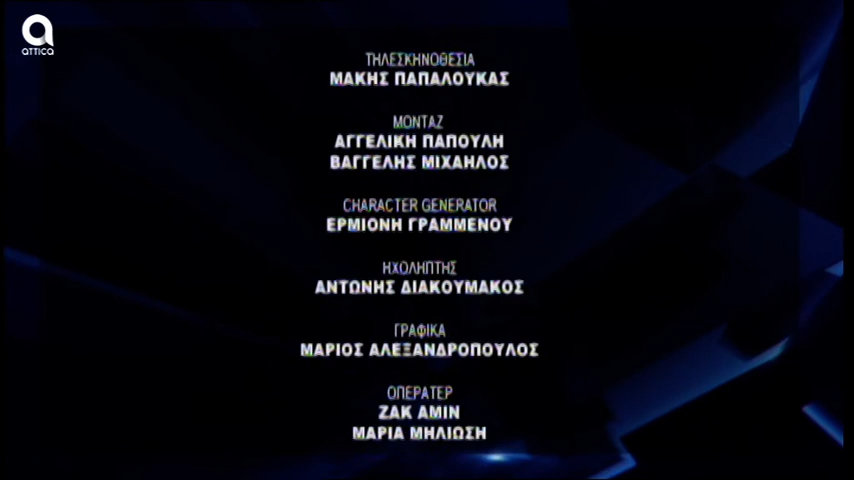 αττica
ΤΗΛΕΣΚΗΝΟΘΕΣΙΑ
ΜΑΚΗΣ ΠΑΠΑΛΟΥΚΑΣ
ΜΟΝΤΑΖ
ΑΓΓΕΛΙΚΗ ΠΑΠΟΥΛΗ
ΒΑΓΓΕΛΗΣ ΜΙΧΑΗΛΟΣ
CHARACTER GENERATOR
ΕΡΜΙΟΝΗ ΓΡΑΜΜΕΝΟΥ
ΗΧΟΛΗΠΤΗΣ
ΑΝΤΩΝΗΣ ΔΙΑΚΟΥΜΑΚΟΣ
ΓΡΑΦΙΚΑ
ΜΑΡΙΟΣ ΑΛΕΞΑΝΔΡΟΠΟΥΛΟΣ
ΟΠΕΡΑΤΕΡ
ΖΑΚ ΑΜΙΝ
ΜΑΡΙΑ ΜΗΛΙΩΣΗ